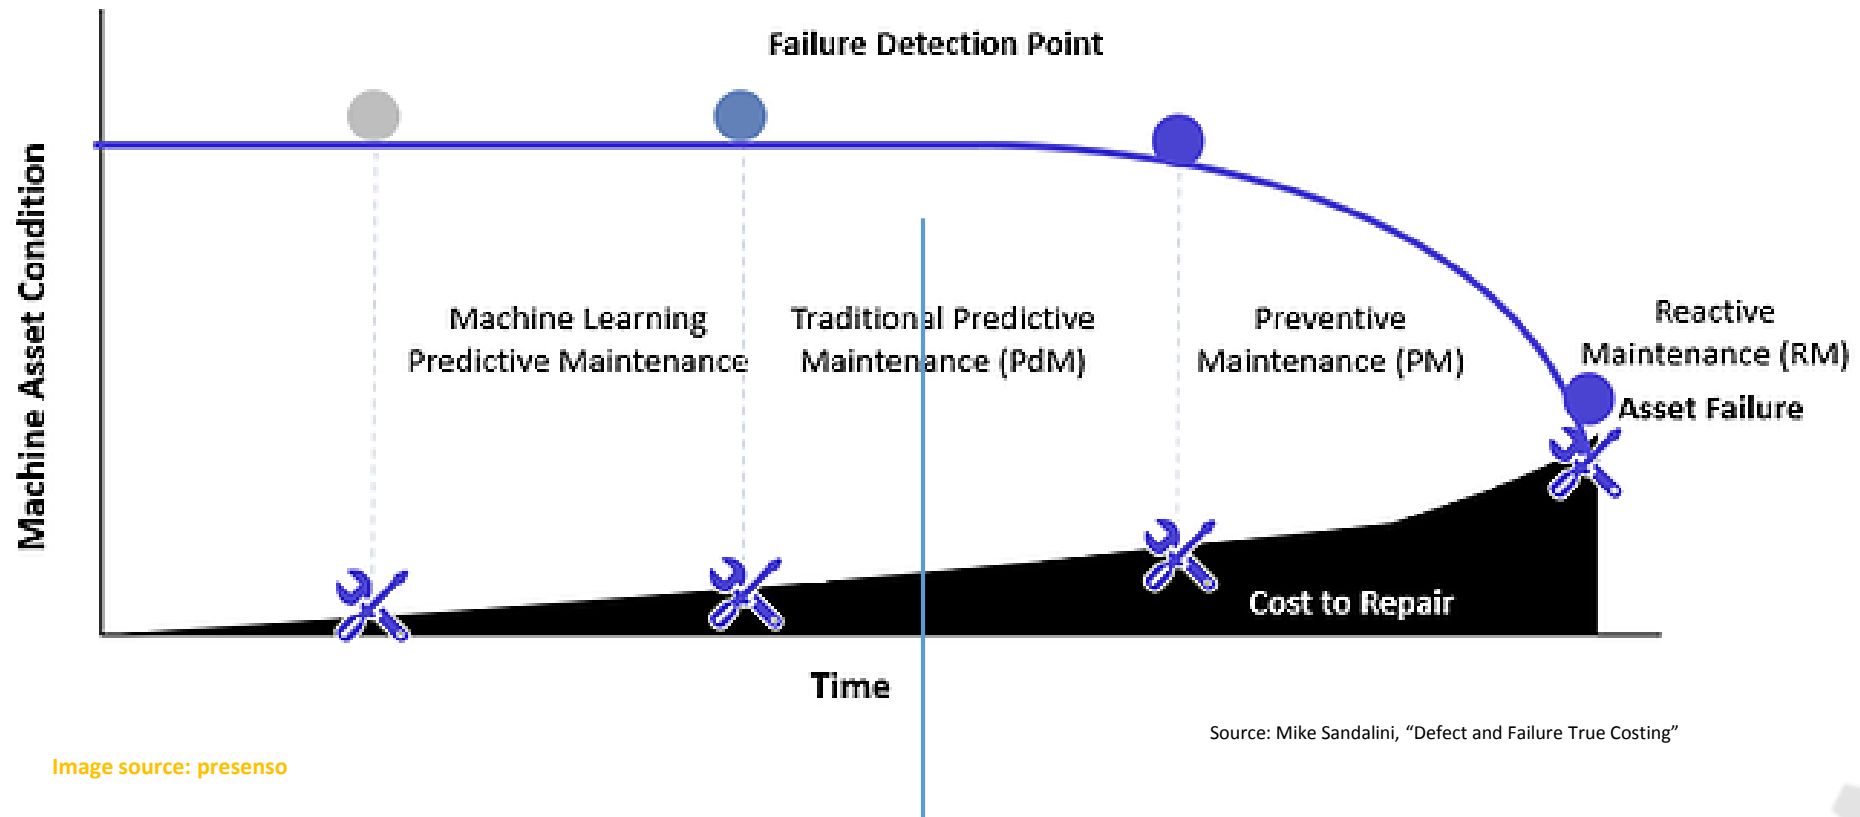 Failure Detection Point
Machine Asset Condition
Machine Learning
Predictive Maintenance
Traditional Predictive
Maintenance (PdM)
Preventive
Maintenance (PM)
Reactive
Maintenance (RM)
Asset Failure
Cost to Repair
Time
Source: Mike Sandalini, “Defect and Failure True Costing”
Image source: presenso